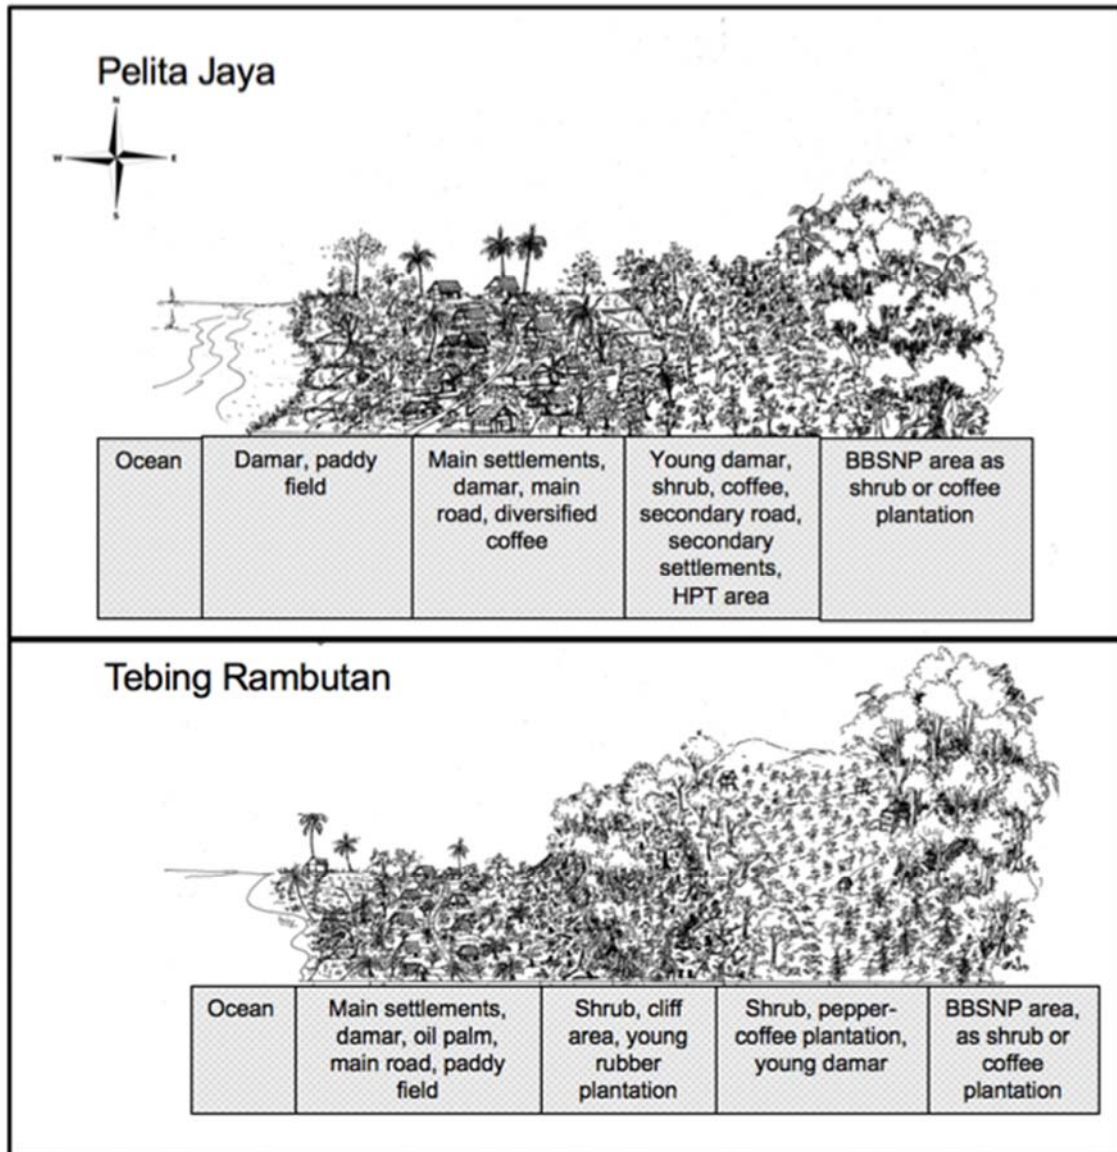 Pelita Jaya
N
W
E
S
Ocean
Damar, paddy
field
Main settlements,
damar, main
road, diversified
coffee
Young damar,
shrub, coffee,
secondary road,
secondary
settlements,
HPT area
BBSNP area as
shrub or coffee
plantation
Tebing Rambutan
Ocean
Main settlements,
damar, oil palm,
main road, paddy
field
Shrub, cliff
area, young
rubber
plantation
Shrub, pepper-
coffee plantation,
young damar
BBSNP area,
as shrub or
coffee
plantation